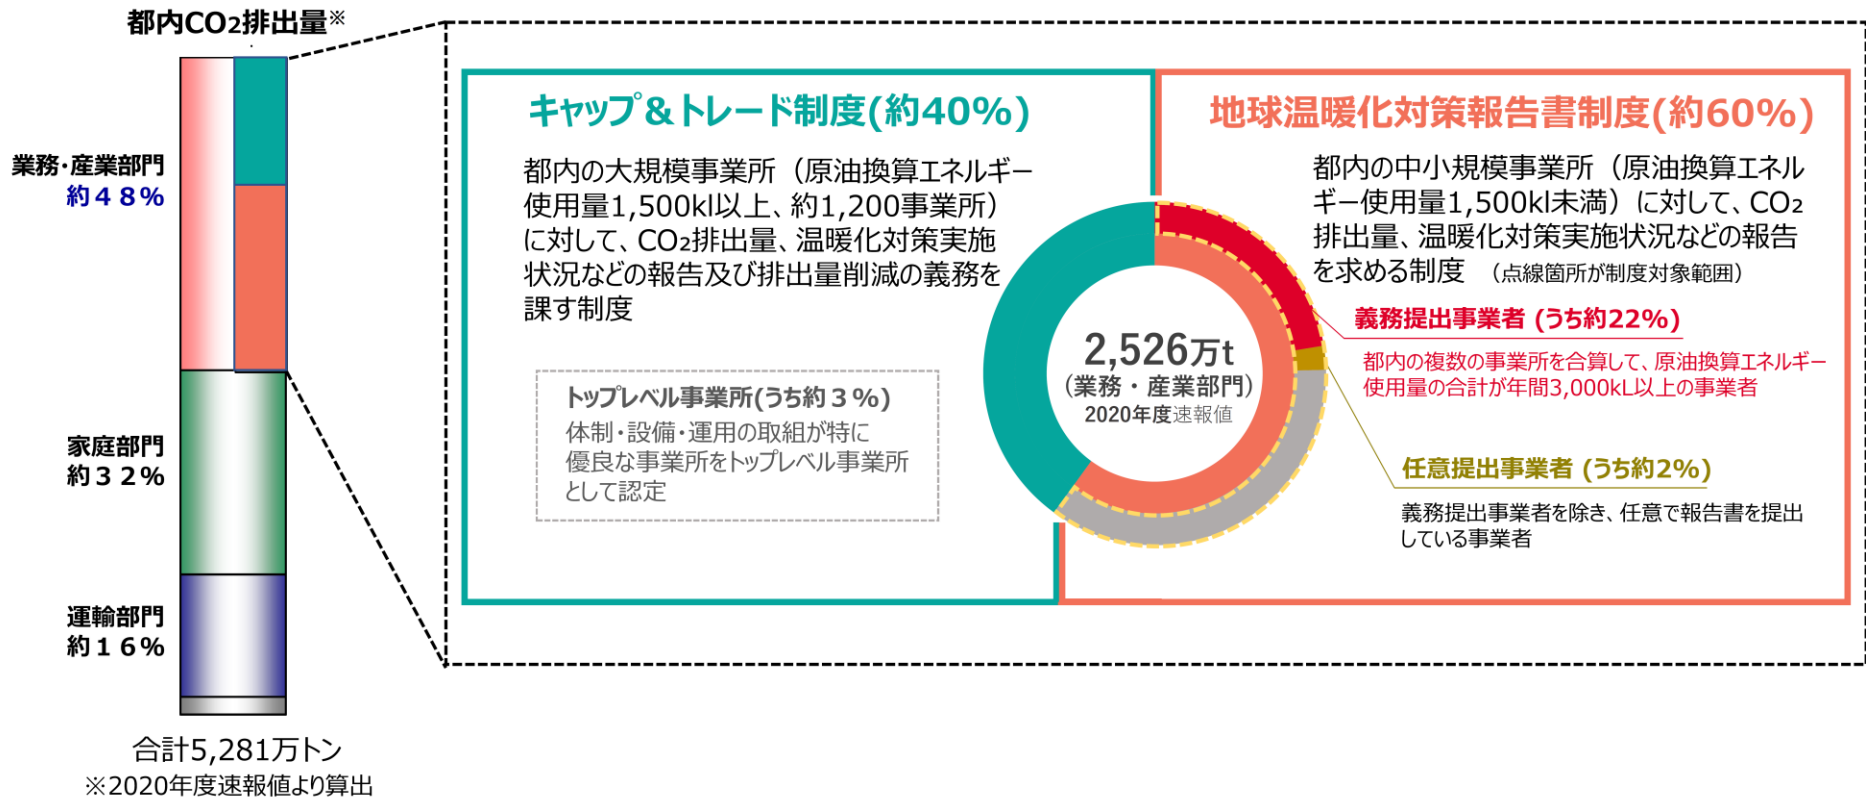 都内CO₂排出量※
業務・産業部門
約48%
家庭部門
約32%
運輸部門
約16%
合計5,281万トン
※2020年度速報値より算出
キャップ＆トレード制度(約40%)
都内の大規模事業所（原油換算エネルギー
使用量1,500kl以上、約1,200事業所）
に対して、CO₂排出量、温暖化対策実施
状況などの報告及び排出量削減の義務を
課す制度
トップレベル事業所(うち約３%)
体制・設備・運用の取組が特に
優良な事業所をトップレベル事業所
として認定
2,526万t
(業務・産業部門)
2020年度速報値
地球温暖化対策報告書制度(約60%)
都内の中小規模事業所（原油換算エネル
ギー使用量1,500kl未満）に対して、CO₂
排出量、温暖化対策実施状況などの報告
を求める制度 （点線箇所が制度対象範囲）
義務提出事業者 (うち約22%)
都内の複数の事業所を合算して、原油換算エネルギー
使用量の合計が年間3,000kL以上の事業者
任意提出事業者 (うち約2%)
義務提出事業者を除き、任意で報告書を提出
している事業者